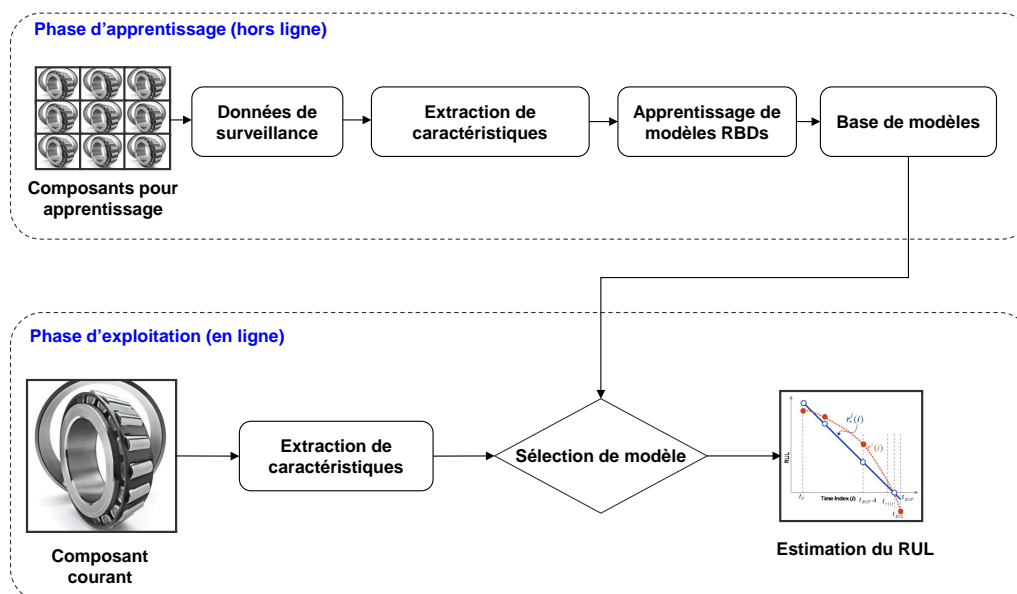 Phase d’apprentissage (hors ligne)
Données de
surveillance
Extraction de
caractéristiques
Apprentissage de
modèles RBDs
Base de modèles
Composants pour
apprentissage
Phase d’exploitation (en ligne)
Extraction de
caractéristiques
Sélection de modèle
RUL
Time Index (i)
Composant
courant
Estimation du RUL